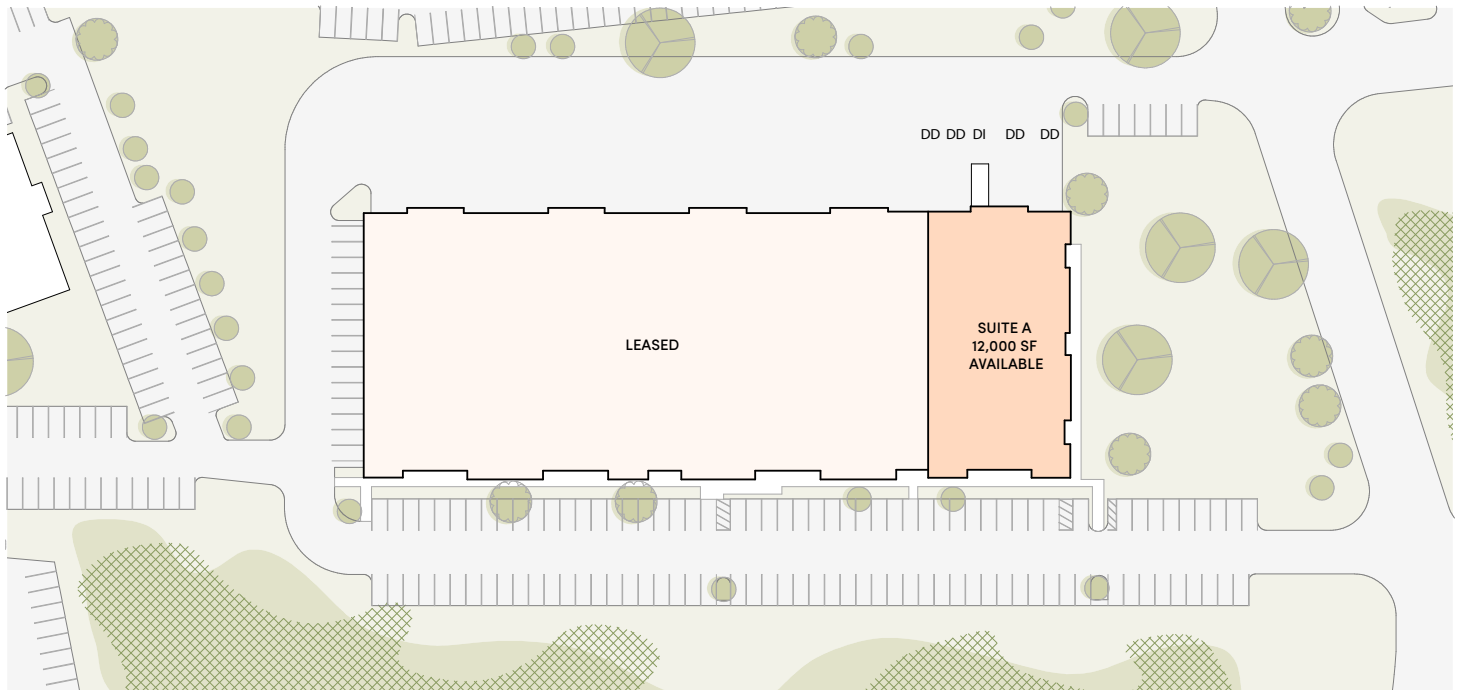 DD DD DI DD DD
LEASED
SUITE A
12,000 SF
AVAILABLE